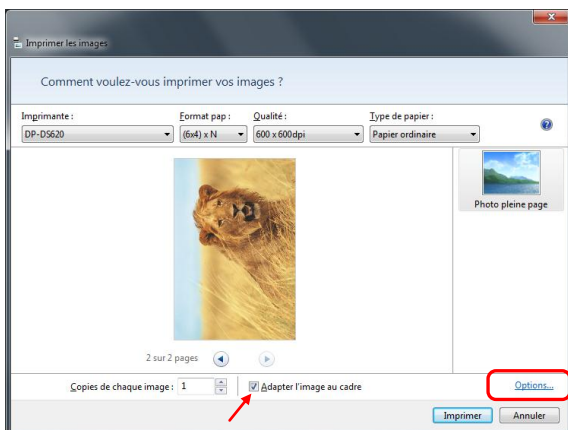 Imprimer les images
Comment voulez-vous imprimer vos images ?
Imprimante : Format pap : Qualité : Type de papier :
DP-DS620 (6x4) x N 600 x 600dpi Papier ordinaire
Photo pleine page
2 sur 2 pages
Copies de chaque image : 1 Adapter l'image au cadre Options...
Imprimer Annuler